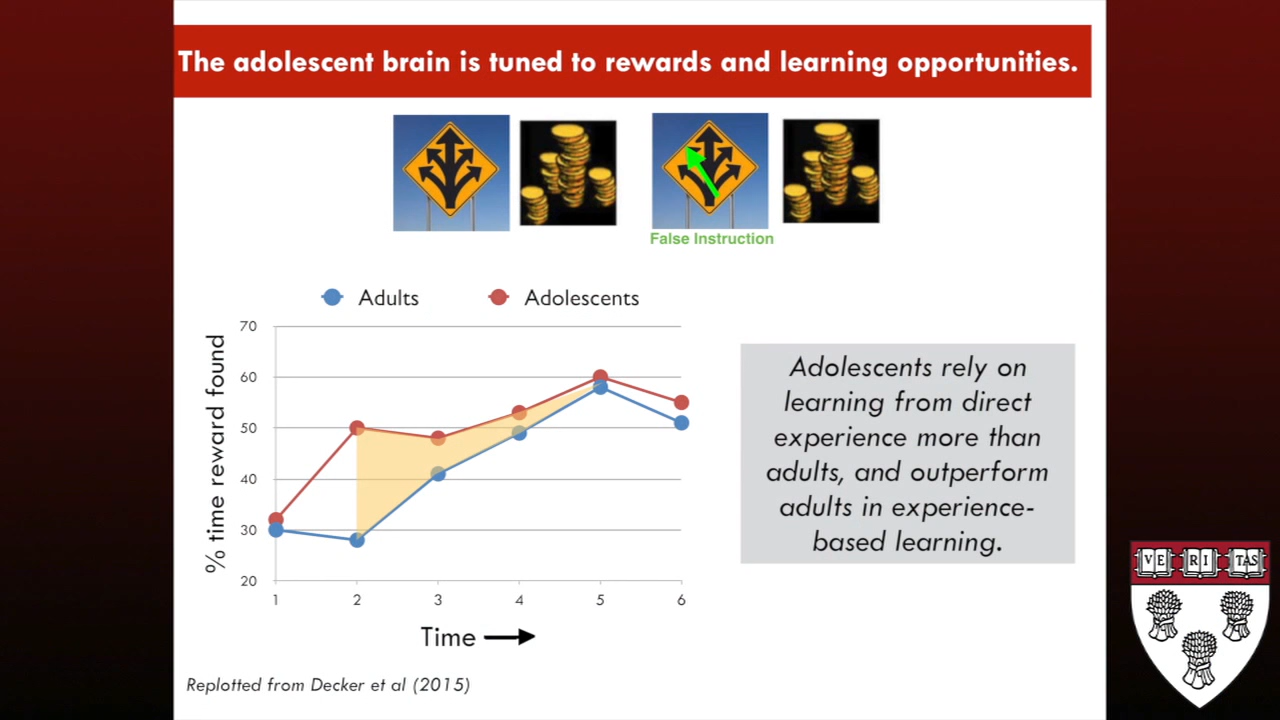 The adolescent brain is tuned to rewards and learning opportunities.
False Instruction
Adults
Adolescents
% time reward found
70
60
50
40
30
20
1 2 3 4 5 6
Time
Adolescents rely on
learning from direct
experience more than
adults, and outperform
adults in experience-
based learning.
Replotted from Decker et al (2015)
VE RI TAS